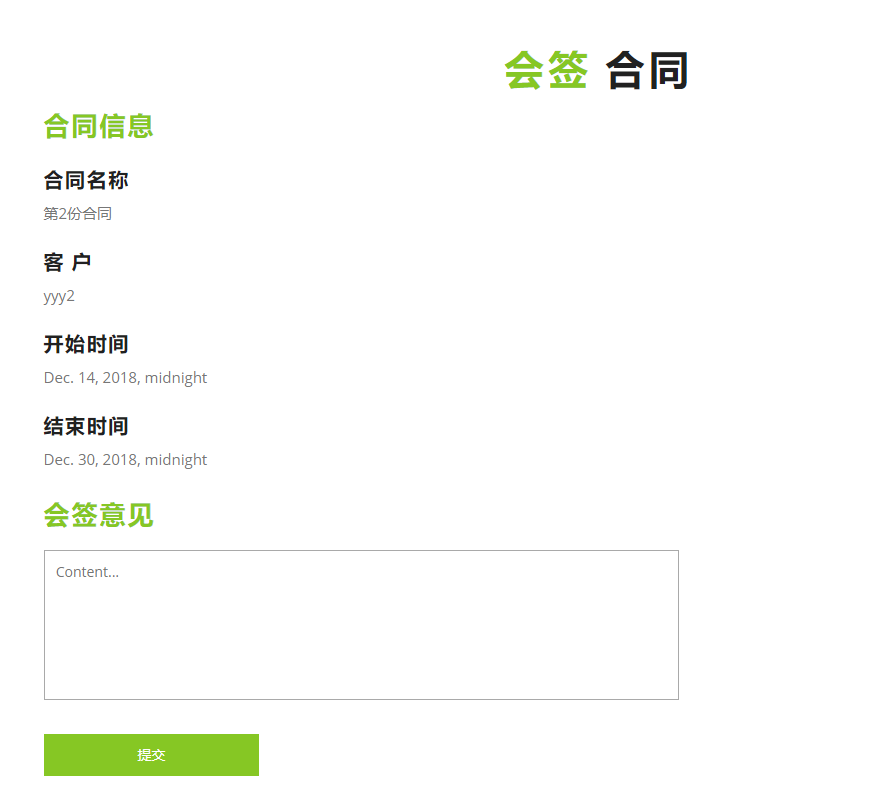 会签 合同
合同信息
合同名称
第2份合同
客 户
yyy2
开始时间
Dec. 14, 2018, midnight
结束时间
Dec. 30, 2018, midnight
会签意见
Content...
提交